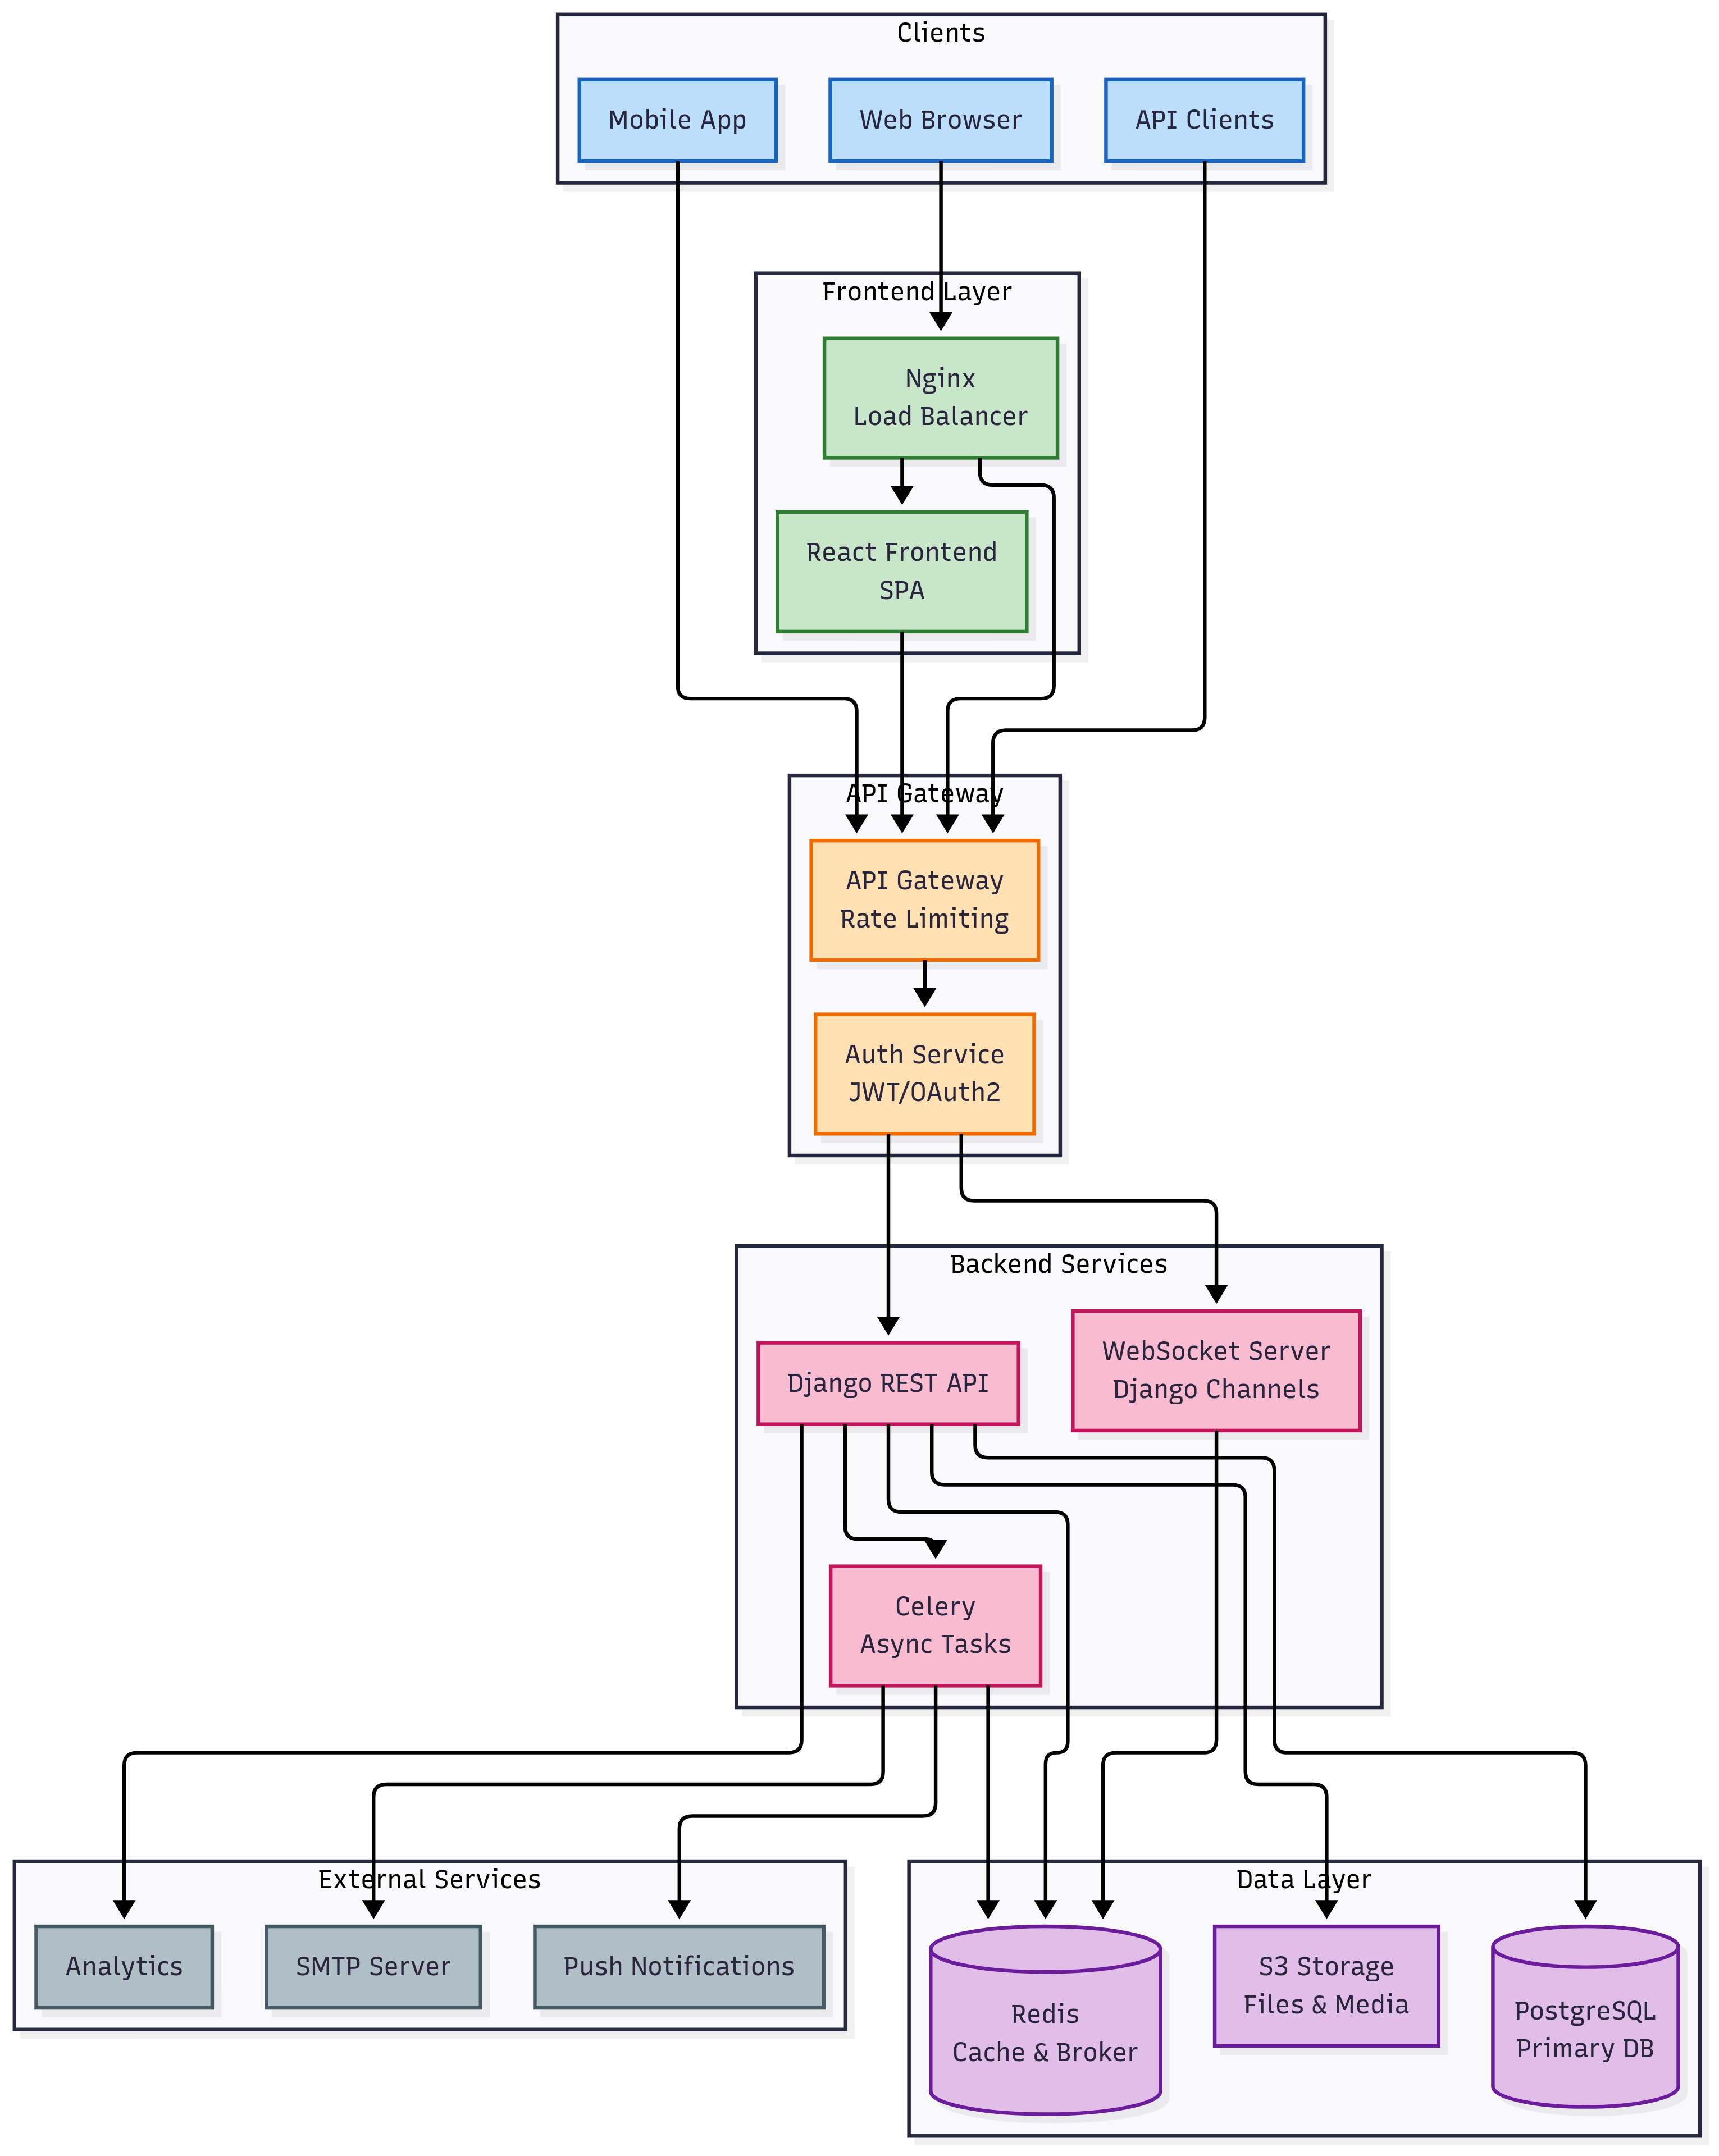 Clients
Mobile App
Web Browser
API Clients
Frontend Layer
Nginx
Load Balancer
React Frontend
SPA
API Gateway
API Gateway
Rate Limiting
Auth Service
JWT/OAuth2
Backend Services
Django REST API
WebSocket Server
Django Channels
Celery
Async Tasks
External Services
Analytics
SMTP Server
Push Notifications
Data Layer
Redis
Cache & Broker
S3 Storage
Files & Media
PostgreSQL
Primary DB